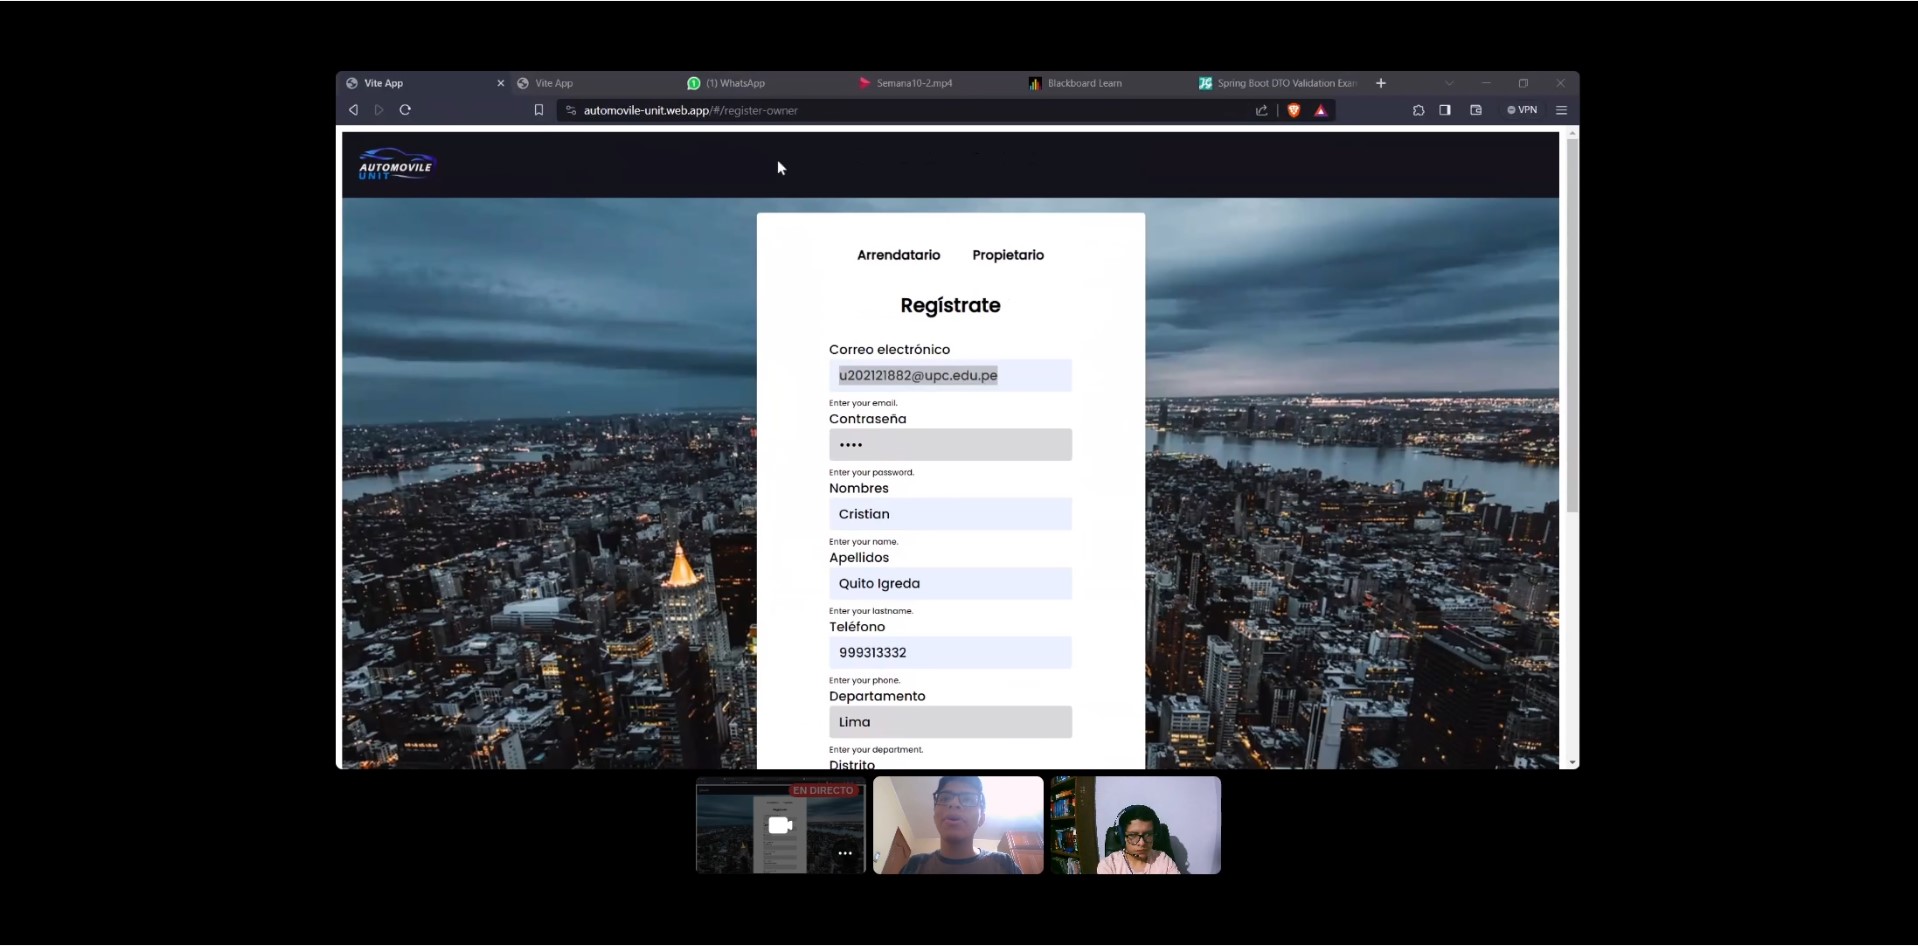 Vite App
Vite App
(1) WhatsApp
Semana10-2.mp4
Blackboard Learn
Spring Boot DTO Validation Exan
automovile-unit.web.app/#/register-owner
VPN
AUTOMOVILE
UNIT
Arrendatario Propietario
Regístrate
Correo electrónico
u202121882@upc.edu.pe
Enter your email.
Contraseña
••••
Enter your password.
Nombres
Cristian
Enter your name.
Apellidos
Quito Igreda
Enter your lastname.
Teléfono
999313332
Enter your phone.
Departamento
Lima
Enter your department.
Distrito
EN DIRECTO